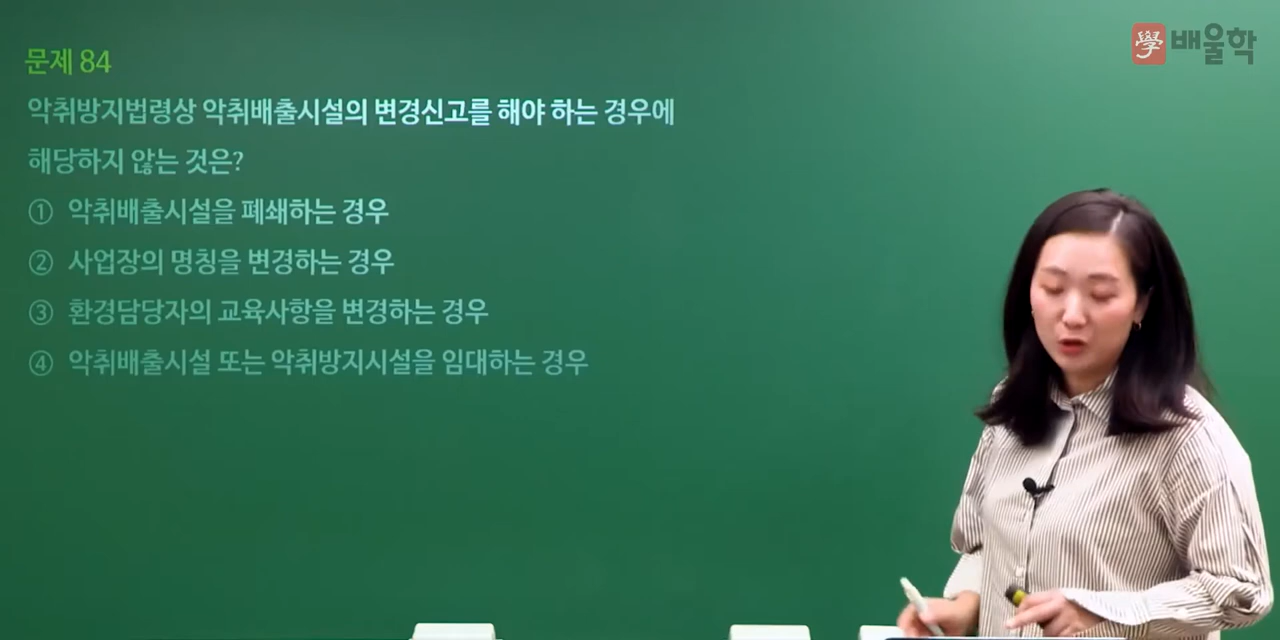 學 배울학
문제 84
악취방지법령상 악취배출시설의 변경신고를 해야 하는 경우에
해당하지 않는 것은?
① 악취배출시설을 폐쇄하는 경우
② 사업장의 명칭을 변경하는 경우
③ 환경담당자의 교육사항을 변경하는 경우
④ 악취배출시설 또는 악취방지시설을 임대하는 경우